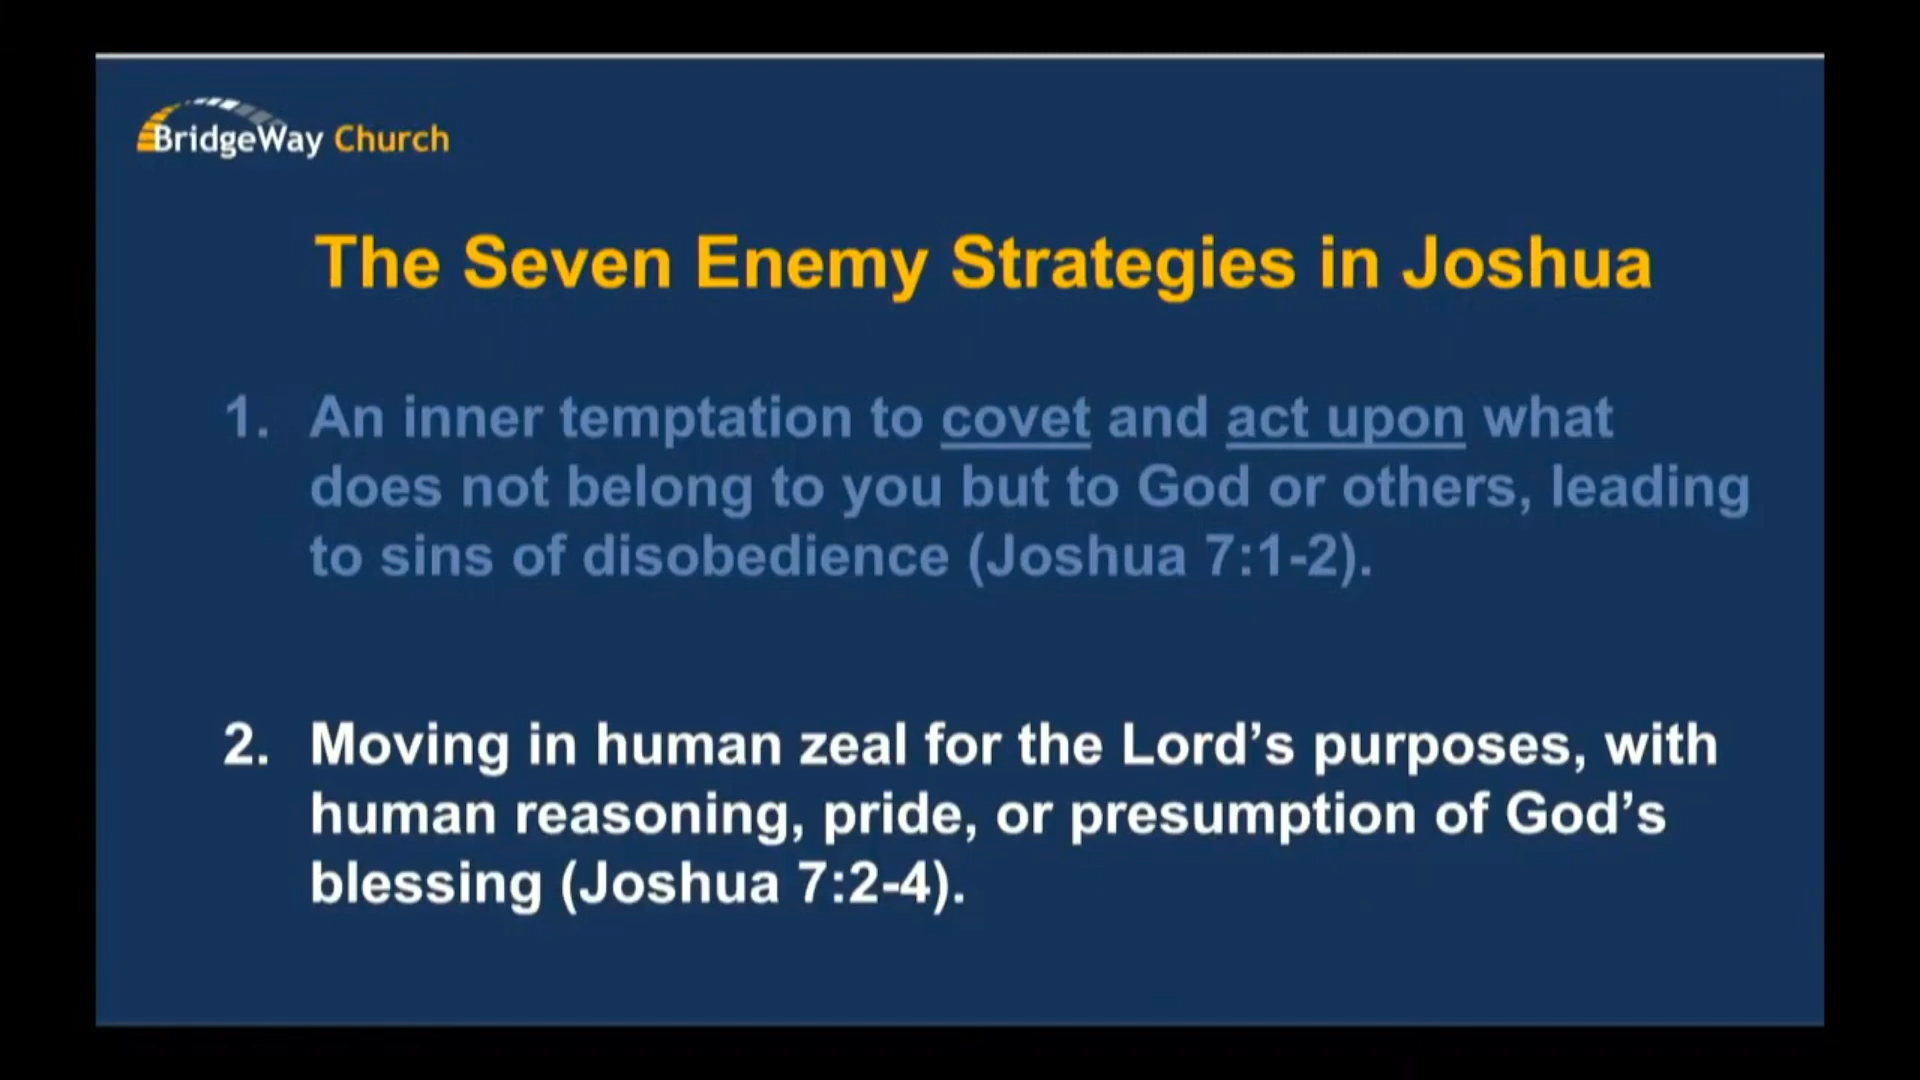 BridgeWay Church
The Seven Enemy Strategies in Joshua
1. An inner temptation to covet and act upon what
does not belong to you but to God or others, leading
to sins of disobedience (Joshua 7:1-2).
2. Moving in human zeal for the Lord’s purposes, with
human reasoning, pride, or presumption of God’s
blessing (Joshua 7:2-4).